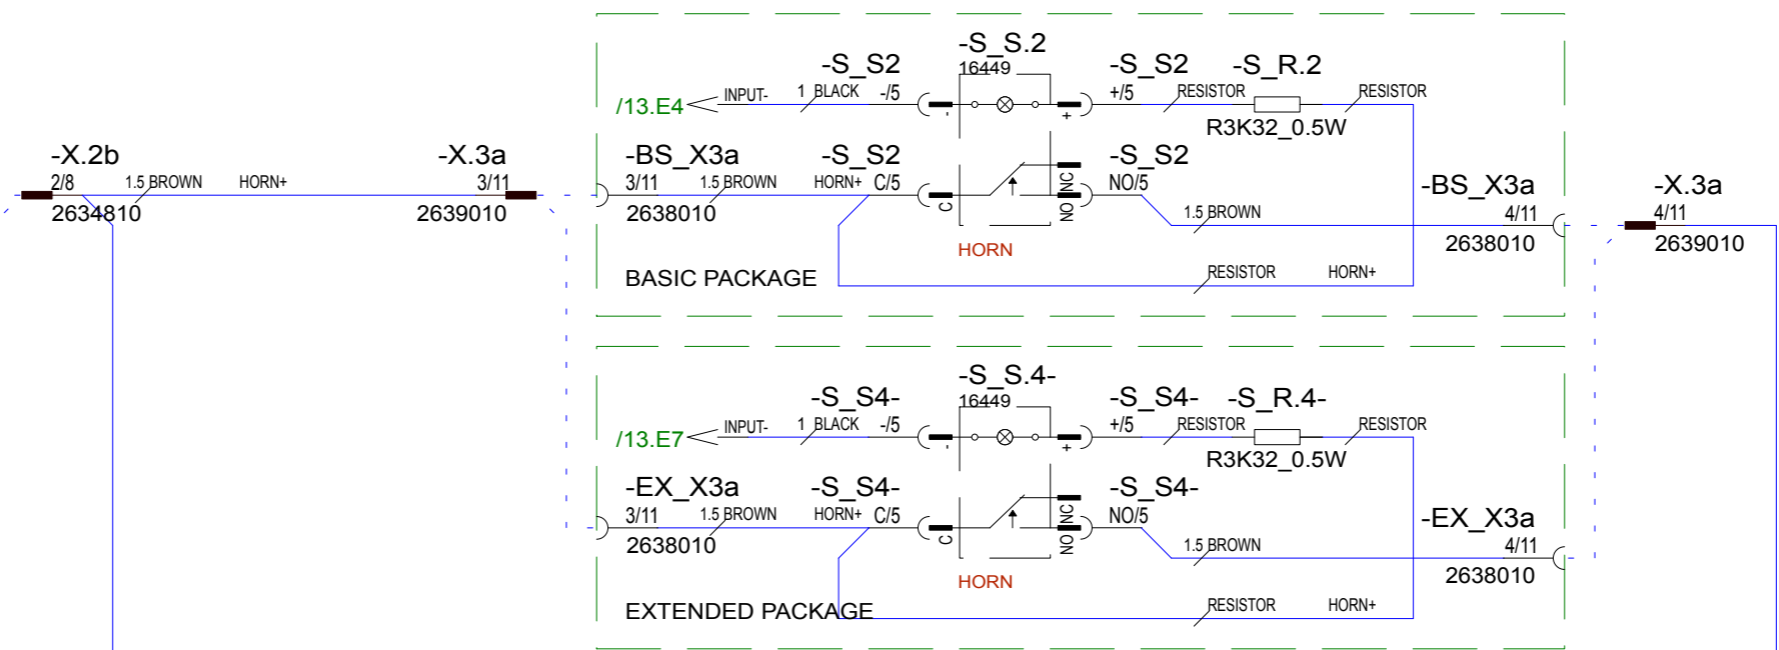 -X.2b
2/8
1.5 BROWN
HORN+
2634810
-X.3a
3/11
2639010
-S_S2
-S_S.2
16449
-S_S2
-S_R.2
/13.E4
INPUT-
1 BLACK
-/5
-
+
+/5
RESISTOR
RESISTOR
R3K32_0.5W
-BS_X3a
-S_S2
-S_S2
3/11
1.5 BROWN
HORN+
C/5
C
NO
NC
NO/5
2638010
1.5 BROWN
-BS_X3a
4/11
2638010
HORN
BASIC PACKAGE
RESISTOR
HORN+
-X.3a
4/11
2639010
-S_S4-
-S_S.4-
16449
-S_S4-
-S_R.4-
/13.E7
INPUT-
1 BLACK
-/5
-
+
+/5
RESISTOR
RESISTOR
R3K32_0.5W
-EX_X3a
-S_S4-
-S_S4-
3/11
1.5 BROWN
HORN+
C/5
C
NO
NC
NO/5
2638010
1.5 BROWN
-EX_X3a
4/11
2638010
HORN
EXTENDED PACKAGE
RESISTOR
HORN+